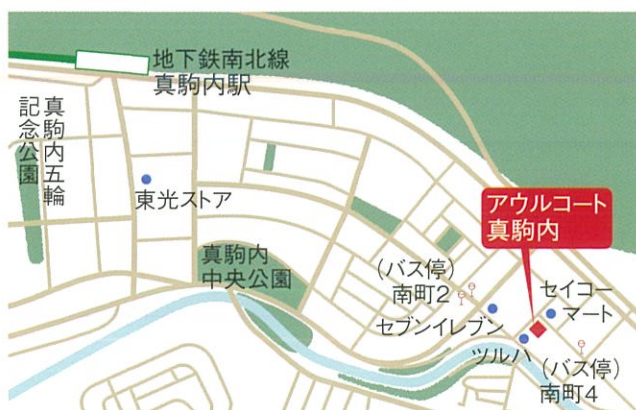 地下鉄南北線
真駒内駅
真駒内五輪
記念公園
東光ストア
真駒内
中央公園
アウルコート
真駒内
(バス停)
南町2
セイコー
マート
セブンイレブン
ツルハ
(バス停)
南町4